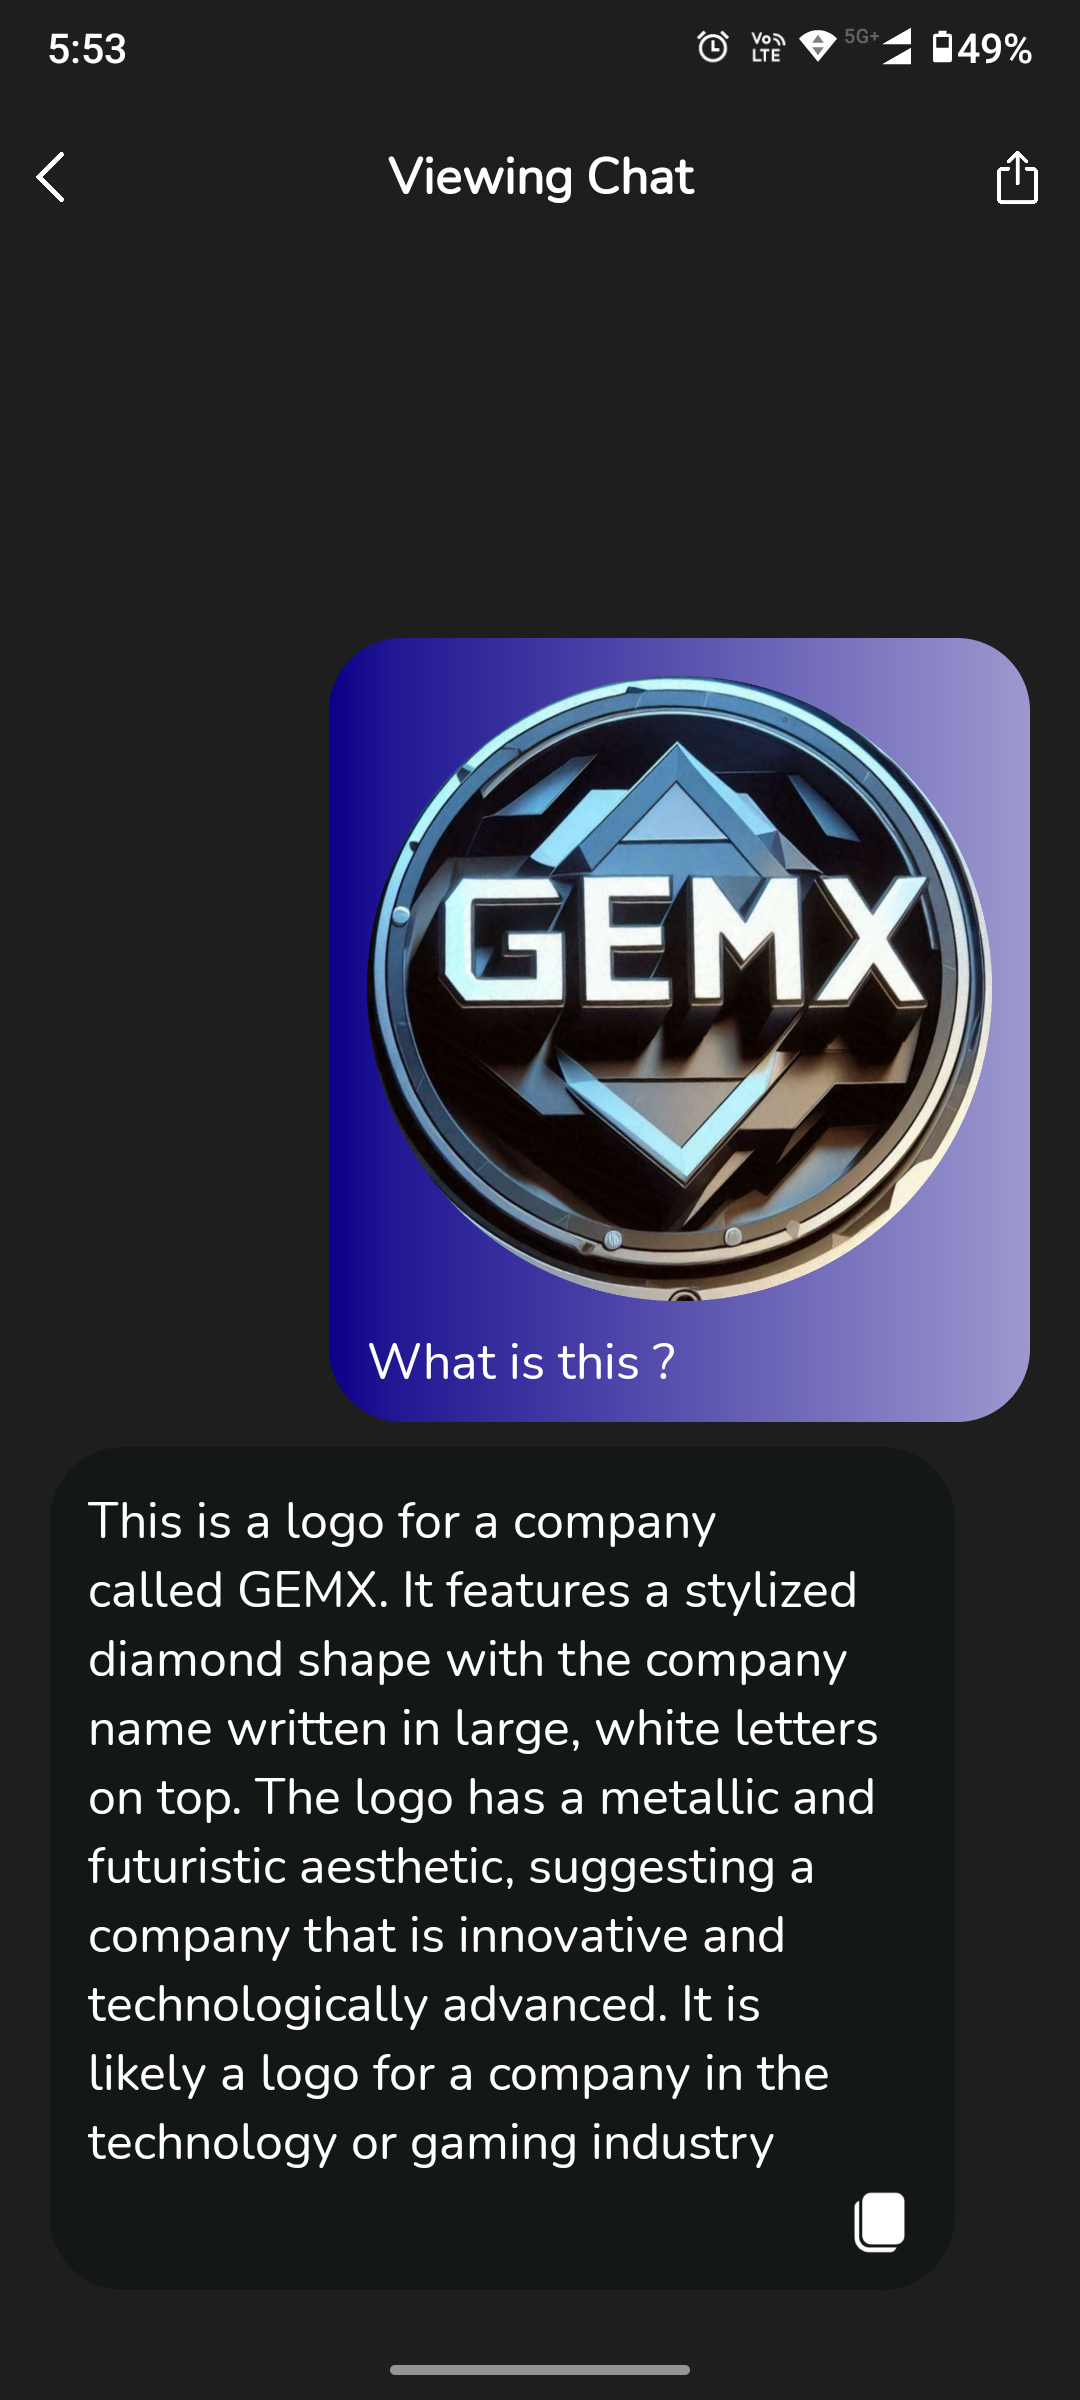 5:53
Vo LTE
5G+
49%
Viewing Chat
GEMX
What is this ?
This is a logo for a company
called GEMX. It features a stylized
diamond shape with the company
name written in large, white letters
on top. The logo has a metallic and
futuristic aesthetic, suggesting a
company that is innovative and
technologically advanced. It is
likely a logo for a company in the
technology or gaming industry